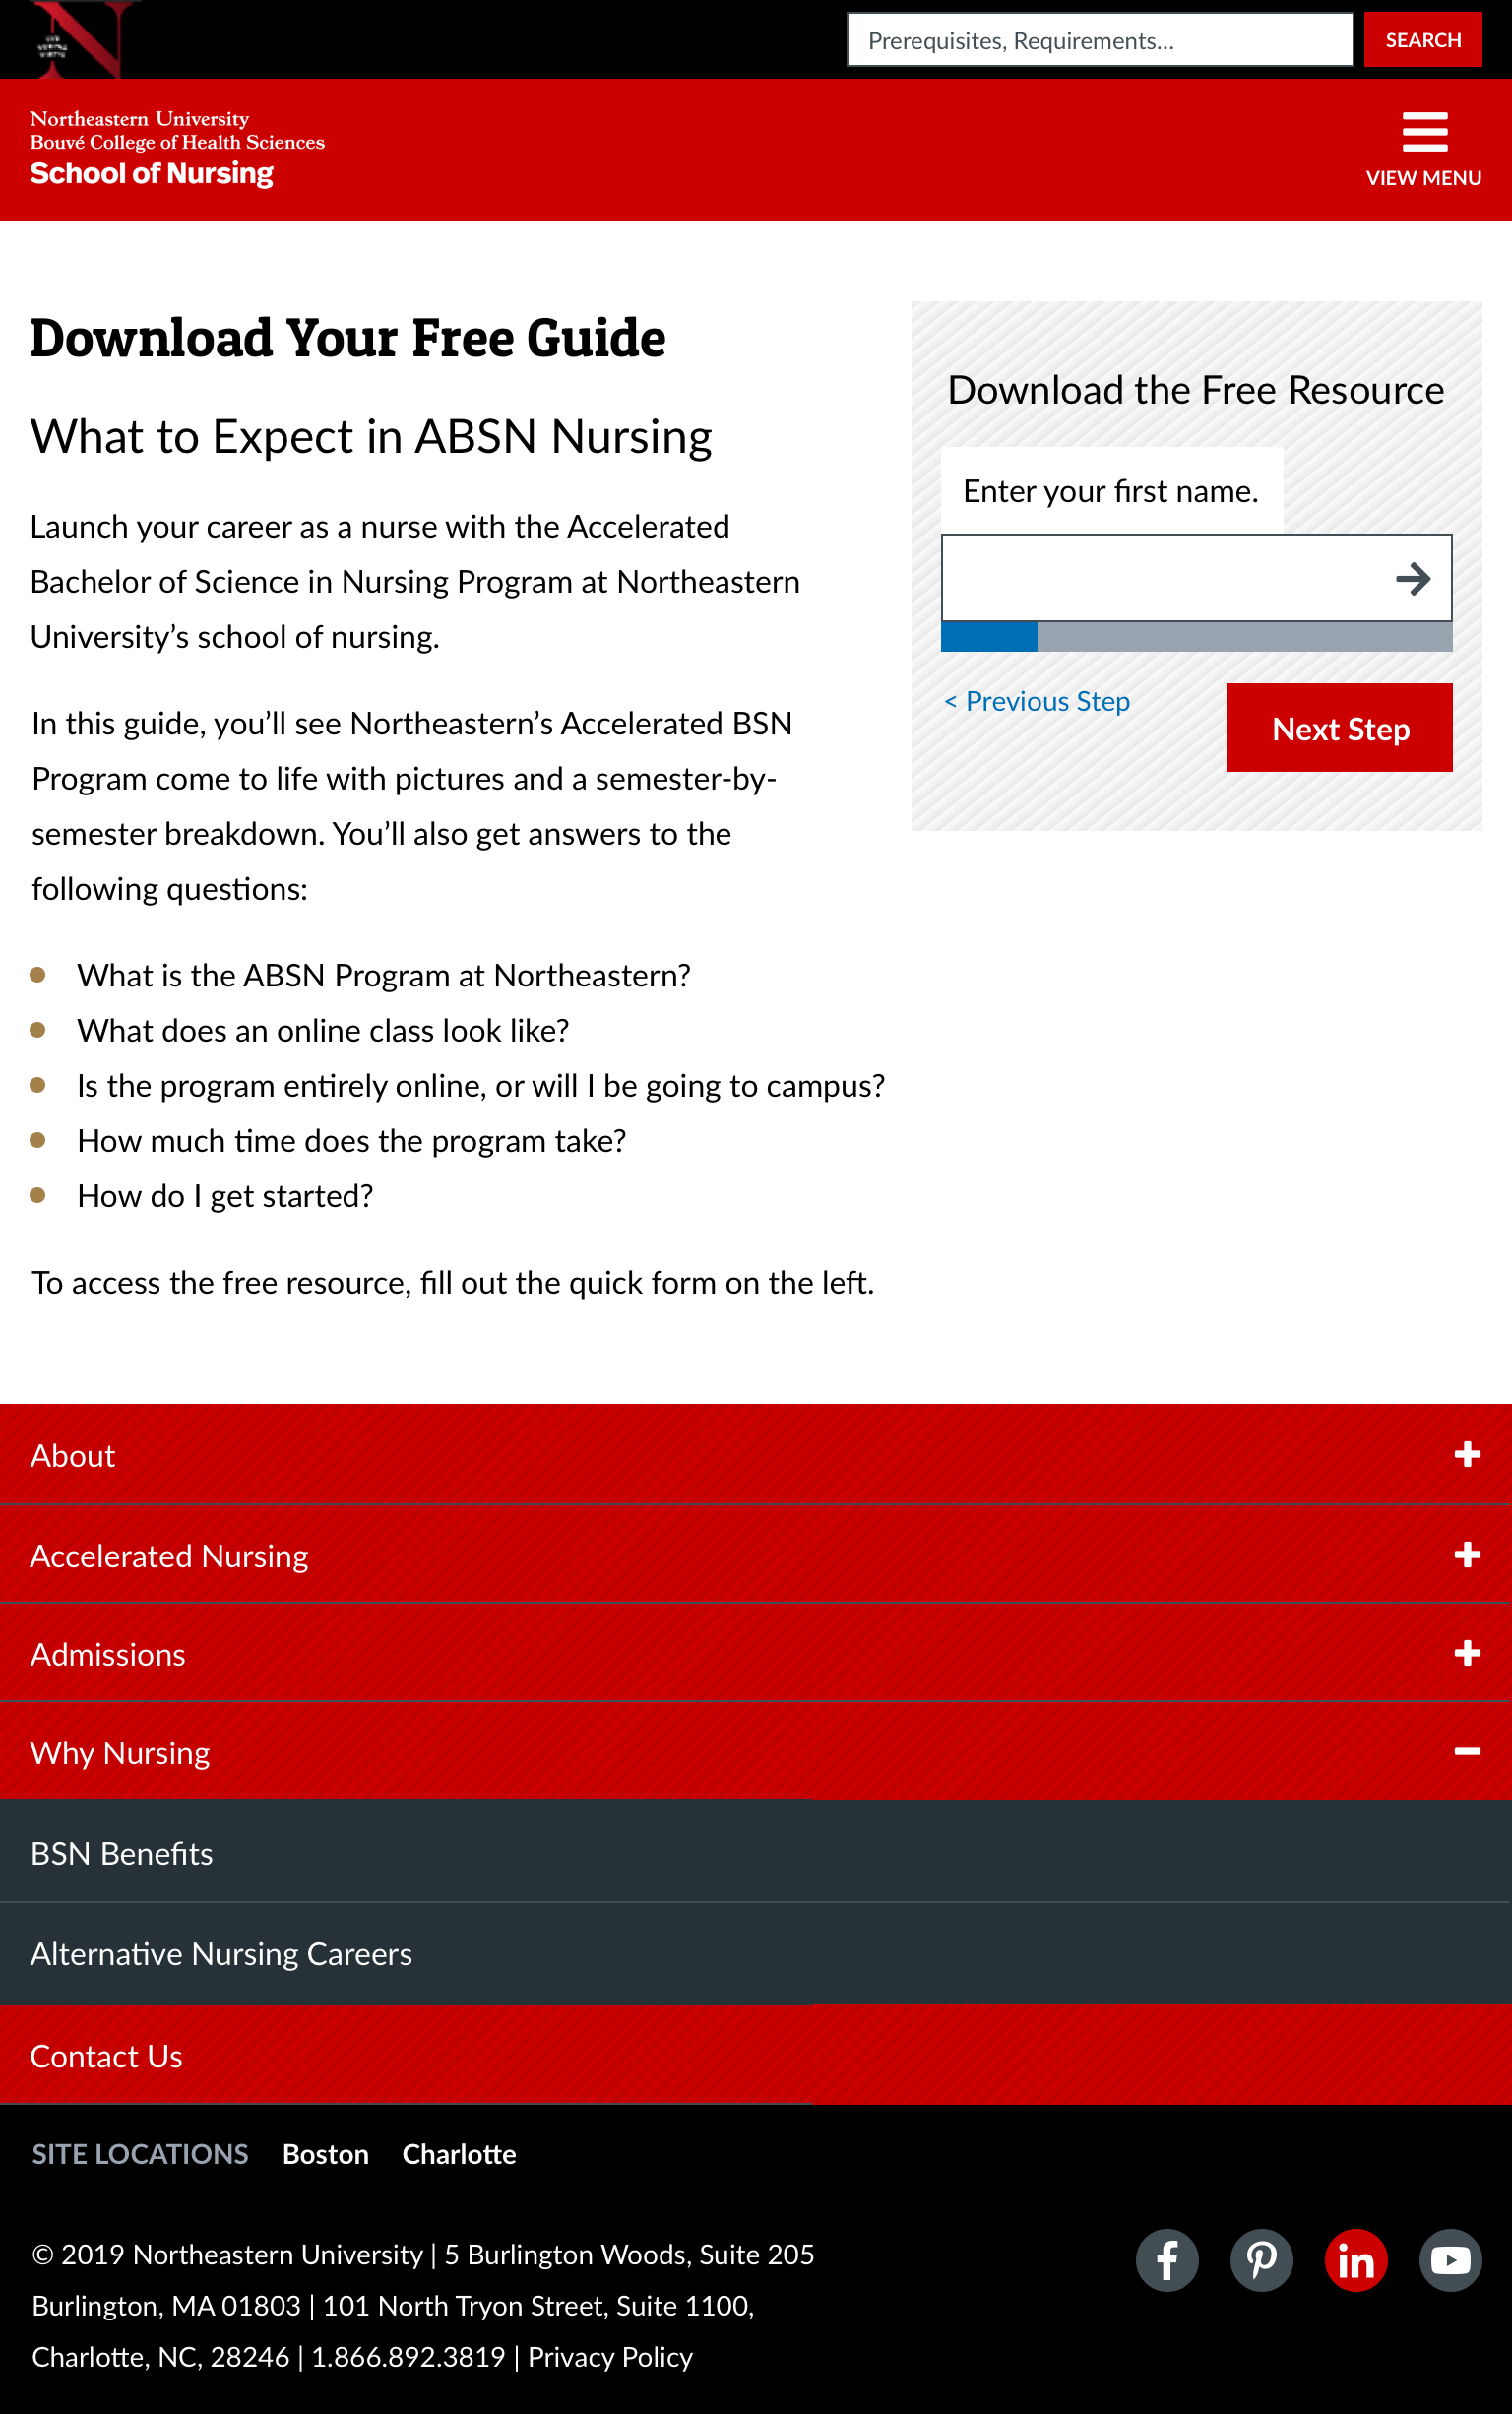 Prerequisites, Requirements...
SEARCH
Northeastern University
Bouvé College of Health Sciences
School of Nursing
VIEW MENU
Download Your Free Guide
What to Expect in ABSN Nursing
Launch your career as a nurse with the Accelerated
Bachelor of Science in Nursing Program at Northeastern
University’s school of nursing.
In this guide, you’ll see Northeastern’s Accelerated BSN
Program come to life with pictures and a semester-by-
semester breakdown. You’ll also get answers to the
following questions:
What is the ABSN Program at Northeastern?
What does an online class look like?
Is the program entirely online, or will I be going to campus?
How much time does the program take?
How do I get started?
To access the free resource, fill out the quick form on the left.
Download the Free Resource
Enter your first name.
< Previous Step
Next Step
About
Accelerated Nursing
Admissions
Why Nursing
BSN Benefits
Alternative Nursing Careers
Contact Us
SITE LOCATIONS Boston Charlotte
© 2019 Northeastern University | 5 Burlington Woods, Suite 205
Burlington, MA 01803 | 101 North Tryon Street, Suite 1100,
Charlotte, NC, 28246 | 1.866.892.3819 | Privacy Policy